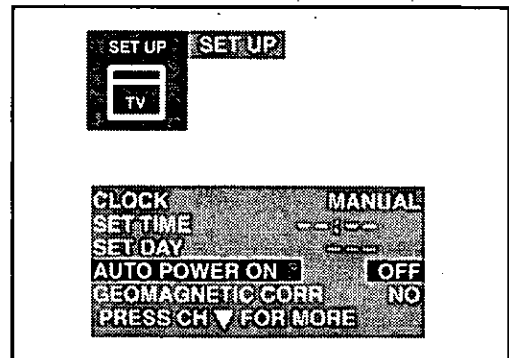 SET UP SET UP
TV
CLOCK MANUAL
SET TIME --:--
SET DAY ---
AUTO POWER ON OFF
GEOMAGNETIC CORR NO
PRESS CH ▼ FOR MORE